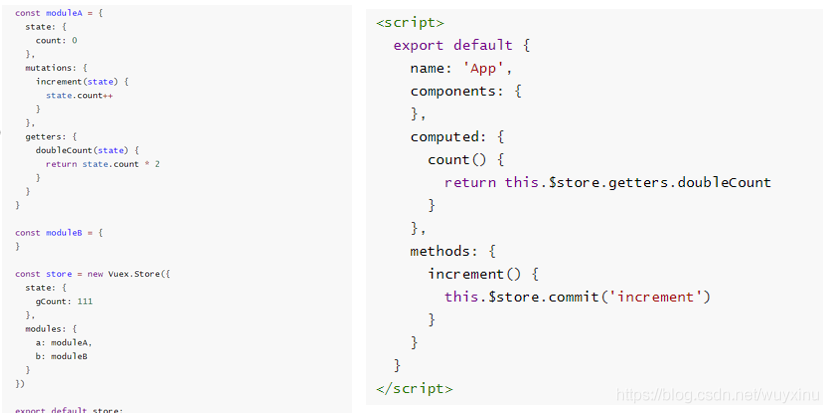 const moduleA = {
state: {
count: 0
},
mutations: {
increment(state) {
state.count++
}
},
getters: {
doubleCount(state) {
return state.count * 2
}
}
}
const moduleB = {
}
const store = new Vuex.Store({
state: {
gCount: 111
},
modules: {
a: moduleA,
b: moduleB
}
})
export default store;
<script>
export default {
name: 'App',
components: {
},
computed: {
count() {
return this.$store.getters.doubleCount
}
},
methods: {
increment() {
this.$store.commit('increment')
}
}
}
</script>
https://blog.csdn.net/wuyxinu